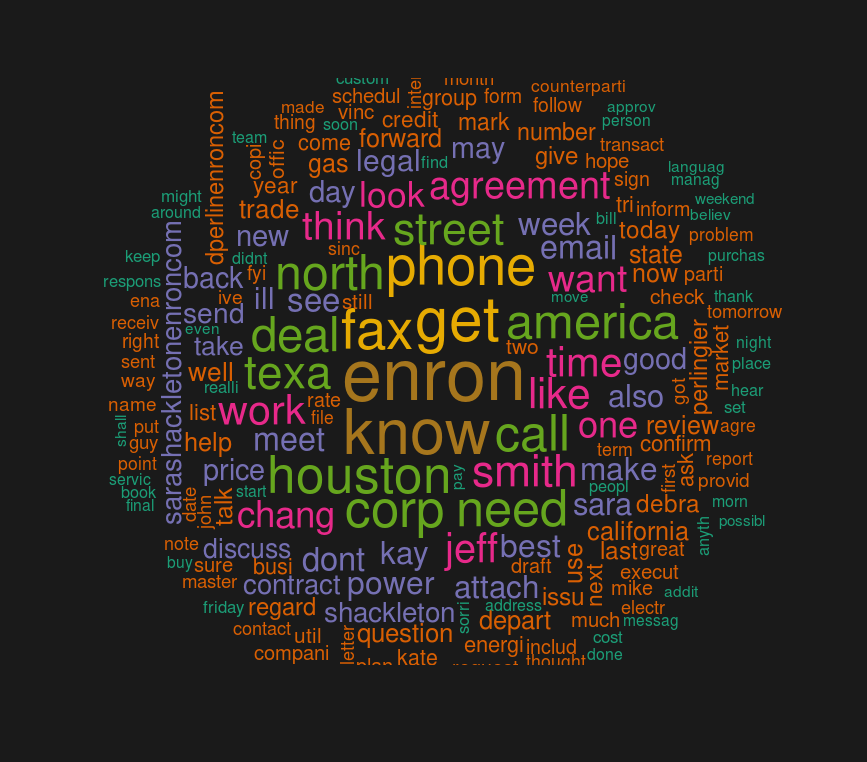 custom
month
inter
counterparti
schedul
group
form
made
vinc
follow
approv
thing
soon
credit
mark
person
team
come
forward
number
transact
copi
offic
gas
legal
find
may
give
hope
languag
manag
year
day
look
agreement
sign
might
around
dperlinenroncom
trade
think
street
week
bill
tri
inform
weekend
believ
new
sinc
email
today
problem
keep
didnt
north
phone
state
purchas
respons
back
fyi
want
now
parti
ena
ive
ill
see
still
move
check
thank
receiv
send
even
deal
fax
get
america
tomorrow
right
take
two
time
good
perlingier
market
night
sent
well
texa
enron
place
way
realli
like
also
got
hear
name
list
work
rate
file
one
set
shall
put
know
call
review
agre
guy
help
meet
term
confirm
sarashackletonenroncom
point
price
houston
pay
smith
make
ask
first
report
servic
book
final
date
john
talk
start
corp
need
peopl
sara
debra
provid
morn
chang
possibl
note
discuss
dont
kay
jeff
best
california
anyth
buy
sure
busi
last
great
master
contract
power
attach
draft
use
next
execut
issu
mike
addit
friday
regard
shackleton
sorri
address
electr
contact
util
letter
question
depart
much
messag
cost
compani
kate
energi
includ
done
plan
request
thought